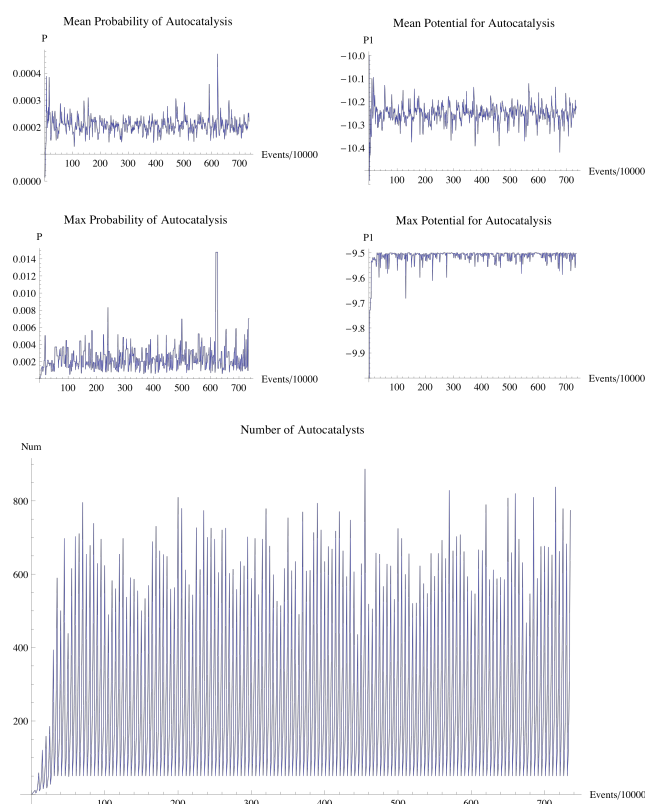 Mean Probability of Autocatalysis
P
0.0004
0.0003
0.0002
0.0000
100 200 300 400 500 600 700
Events/10000
Mean Potential for Autocatalysis
P1
−10.0
−10.1
−10.2
−10.3
−10.4
100 200 300 400 500 600 700
Events/10000
Max Probability of Autocatalysis
P
0.014
0.012
0.010
0.008
0.006
0.004
0.002
100 200 300 400 500 600 700
Events/10000
Max Potential for Autocatalysis
P1
−9.5
−9.6
−9.7
−9.8
−9.9
100 200 300 400 500 600 700
Events/10000
Number of Autocatalysts
Num
800
600
400
200
100 200 300 400 500 600 700
Events/10000